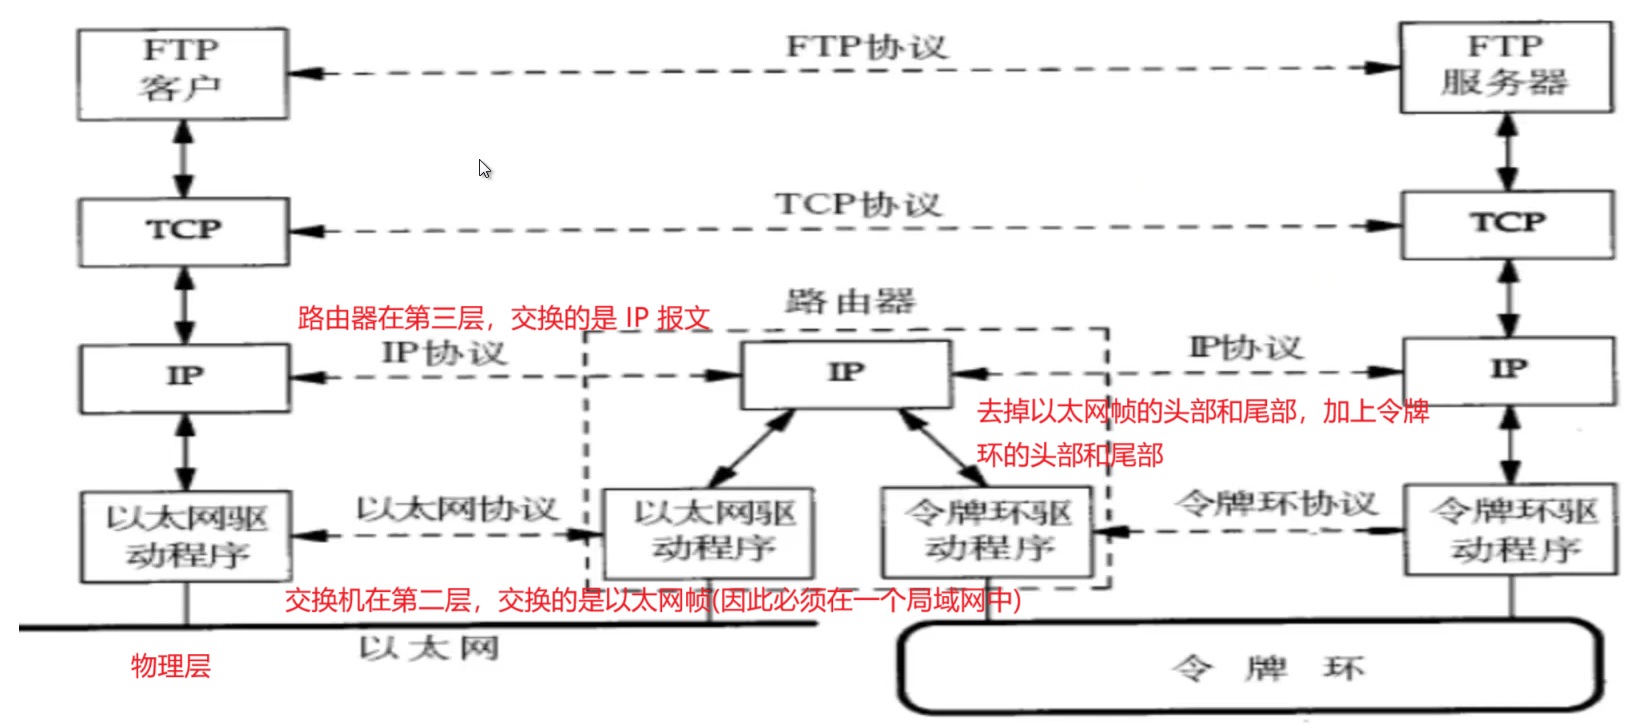 FTP
客户
FTP协议
FTP
服务器
TCP
TCP协议
TCP
路由器
路由器在第三层，交换的是 IP 报文
IP协议
IP协议
IP
IP
IP
去掉以太网帧的头部和尾部，加上令牌
环的头部和尾部
以太网驱
动程序
以太网协议
以太网驱
动程序
令牌环驱
动程序
令牌环协议
令牌环驱
动程序
交换机在第二层，交换的是以太网帧(因此必须在一个局域网中)
以太网
物理层
令牌环